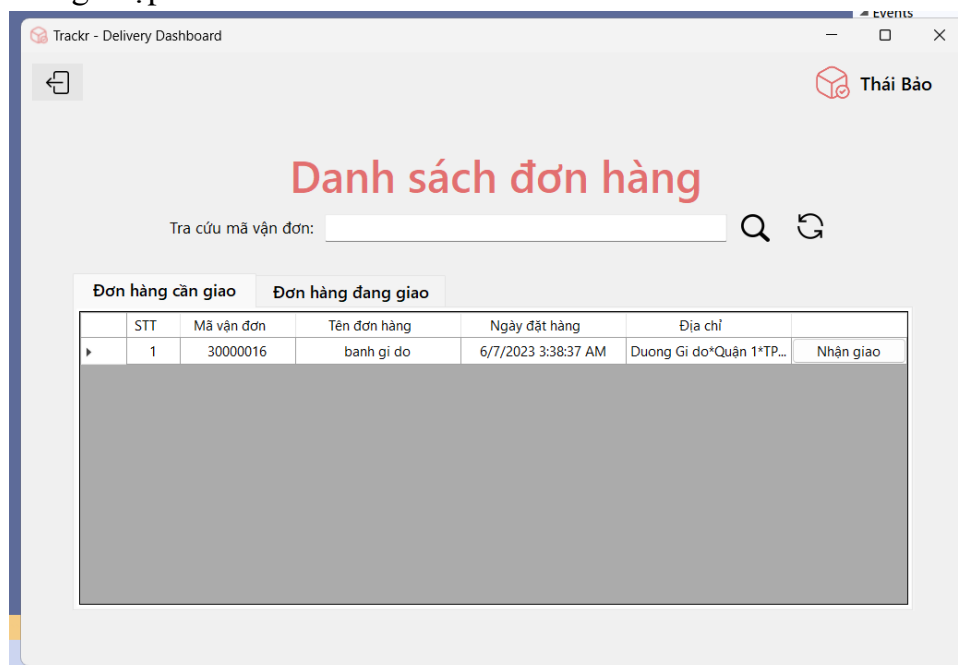 Events
Trackr - Delivery Dashboard
Thái Bảo
Danh sách đơn hàng
Tra cứu mã vận đơn:
Đơn hàng cần giao Đơn hàng đang giao
STT Mã vận đơn Tên đơn hàng Ngày đặt hàng Địa chỉ
1 30000016 banh gi do 6/7/2023 3:38:37 AM Duong Gi do*Quận 1*TP... Nhận giao